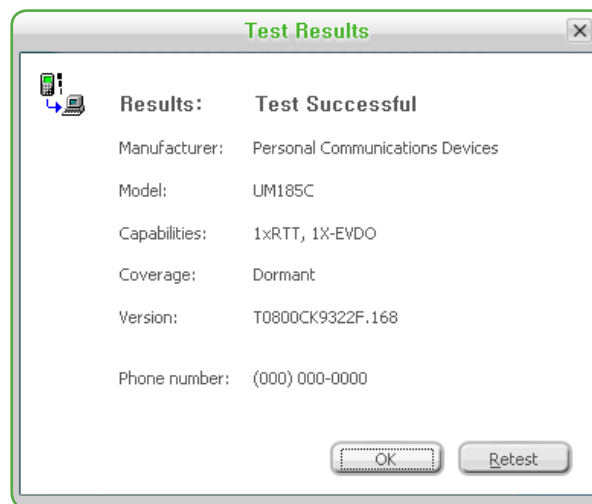 Test Results
Results: Test Successful
Manufacturer: Personal Communications Devices
Model: UM185C
Capabilities: 1xRTT, 1X-EVDO
Coverage: Dormant
Version: T0800CK9322F.168
Phone number: (000) 000-0000
OK Retest